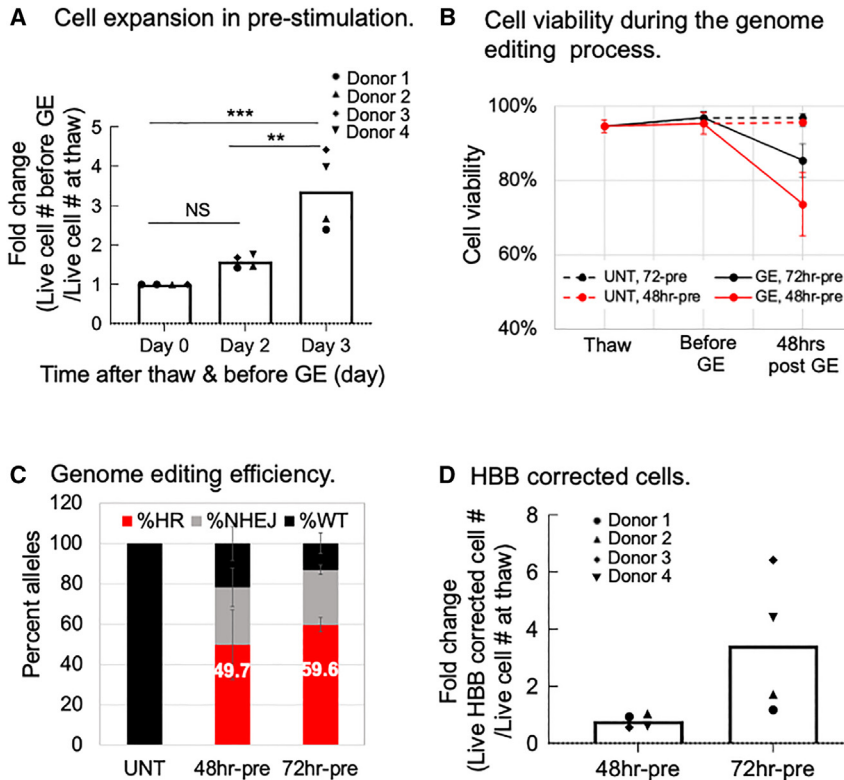 A Cell expansion in pre-stimulation.
Donor 1
Donor 2
Donor 3
Donor 4
***
**
NS
Fold change
(Live cell # before GE
/Live cell # at thaw)
5
4
3
2
1
0
Day 0 Day 2 Day 3
Time after thaw & before GE (day)
B Cell viability during the genome
editing process.
Cell viability
100%
80%
60%
40%
UNT, 72-pre GE, 72hr-pre
UNT, 48hr-pre GE, 48hr-pre
Thaw Before 48hrs
GE post GE
C Genome editing efficiency.
%HR %NHEJ %WT
Percent alleles
120
100
80
60
40
20
0
49.7 59.6
UNT 48hr-pre 72hr-pre
D HBB corrected cells.
Donor 1
Donor 2
Donor 3
Donor 4
Fold change
(Live HBB corrected cell #
/Live cell # at thaw)
8
6
4
2
0
48hr-pre 72hr-pre